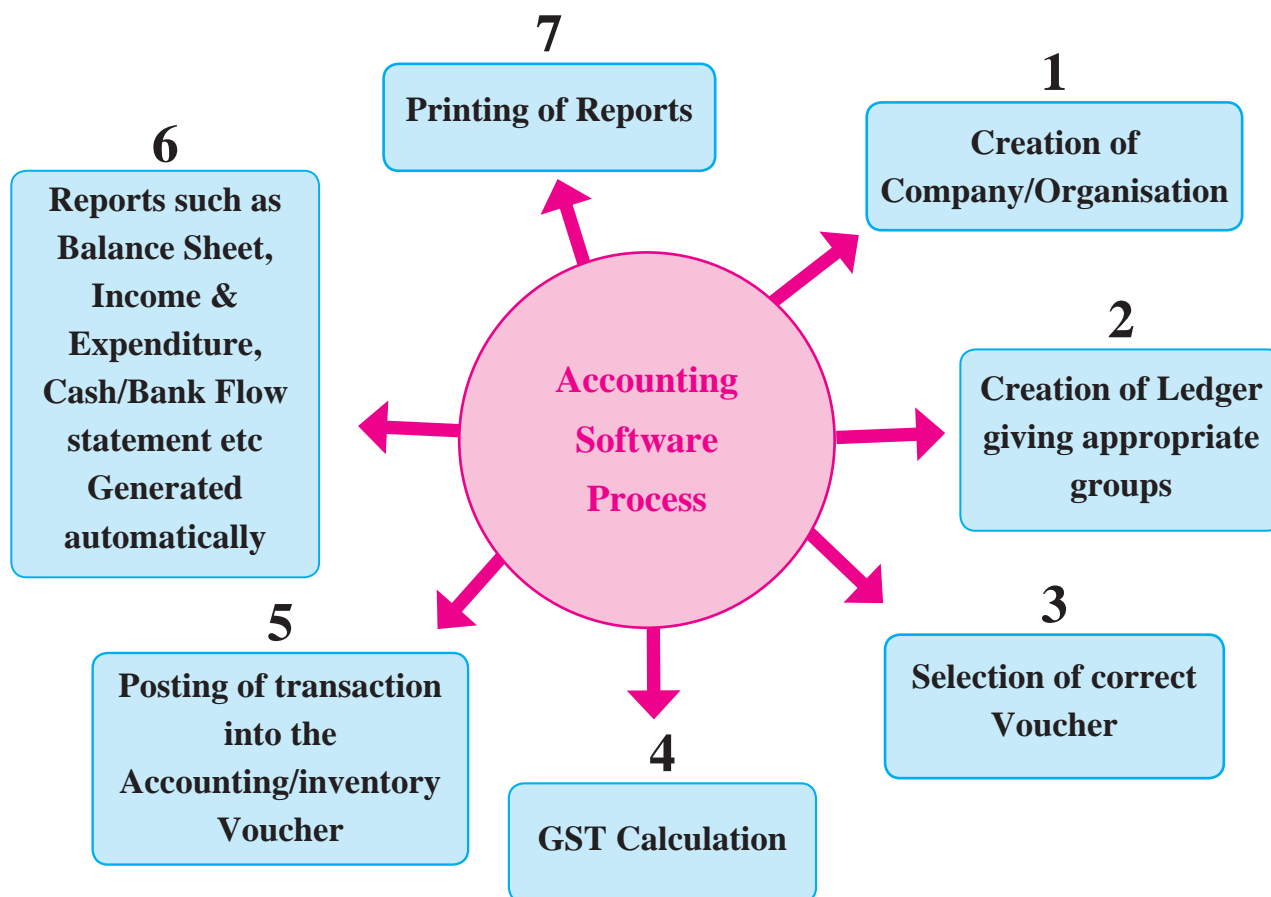 Accounting
Software
Process
1
Creation of
Company/Organisation
2
Creation of Ledger
giving appropriate
groups
3
Selection of correct
Voucher
4
GST Calculation
5
Posting of transaction
into the
Accounting/inventory
Voucher
6
Reports such as
Balance Sheet,
Income &
Expenditure,
Cash/Bank Flow
statement etc
Generated
automatically
7
Printing of Reports